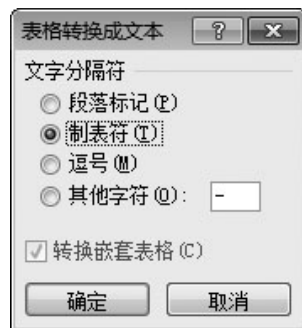 表格转换成文本
文字分隔符
段落标记(P)
制表符(T)
逗号(M)
其他字符(O): -
转换嵌套表格(C)
确定 取消